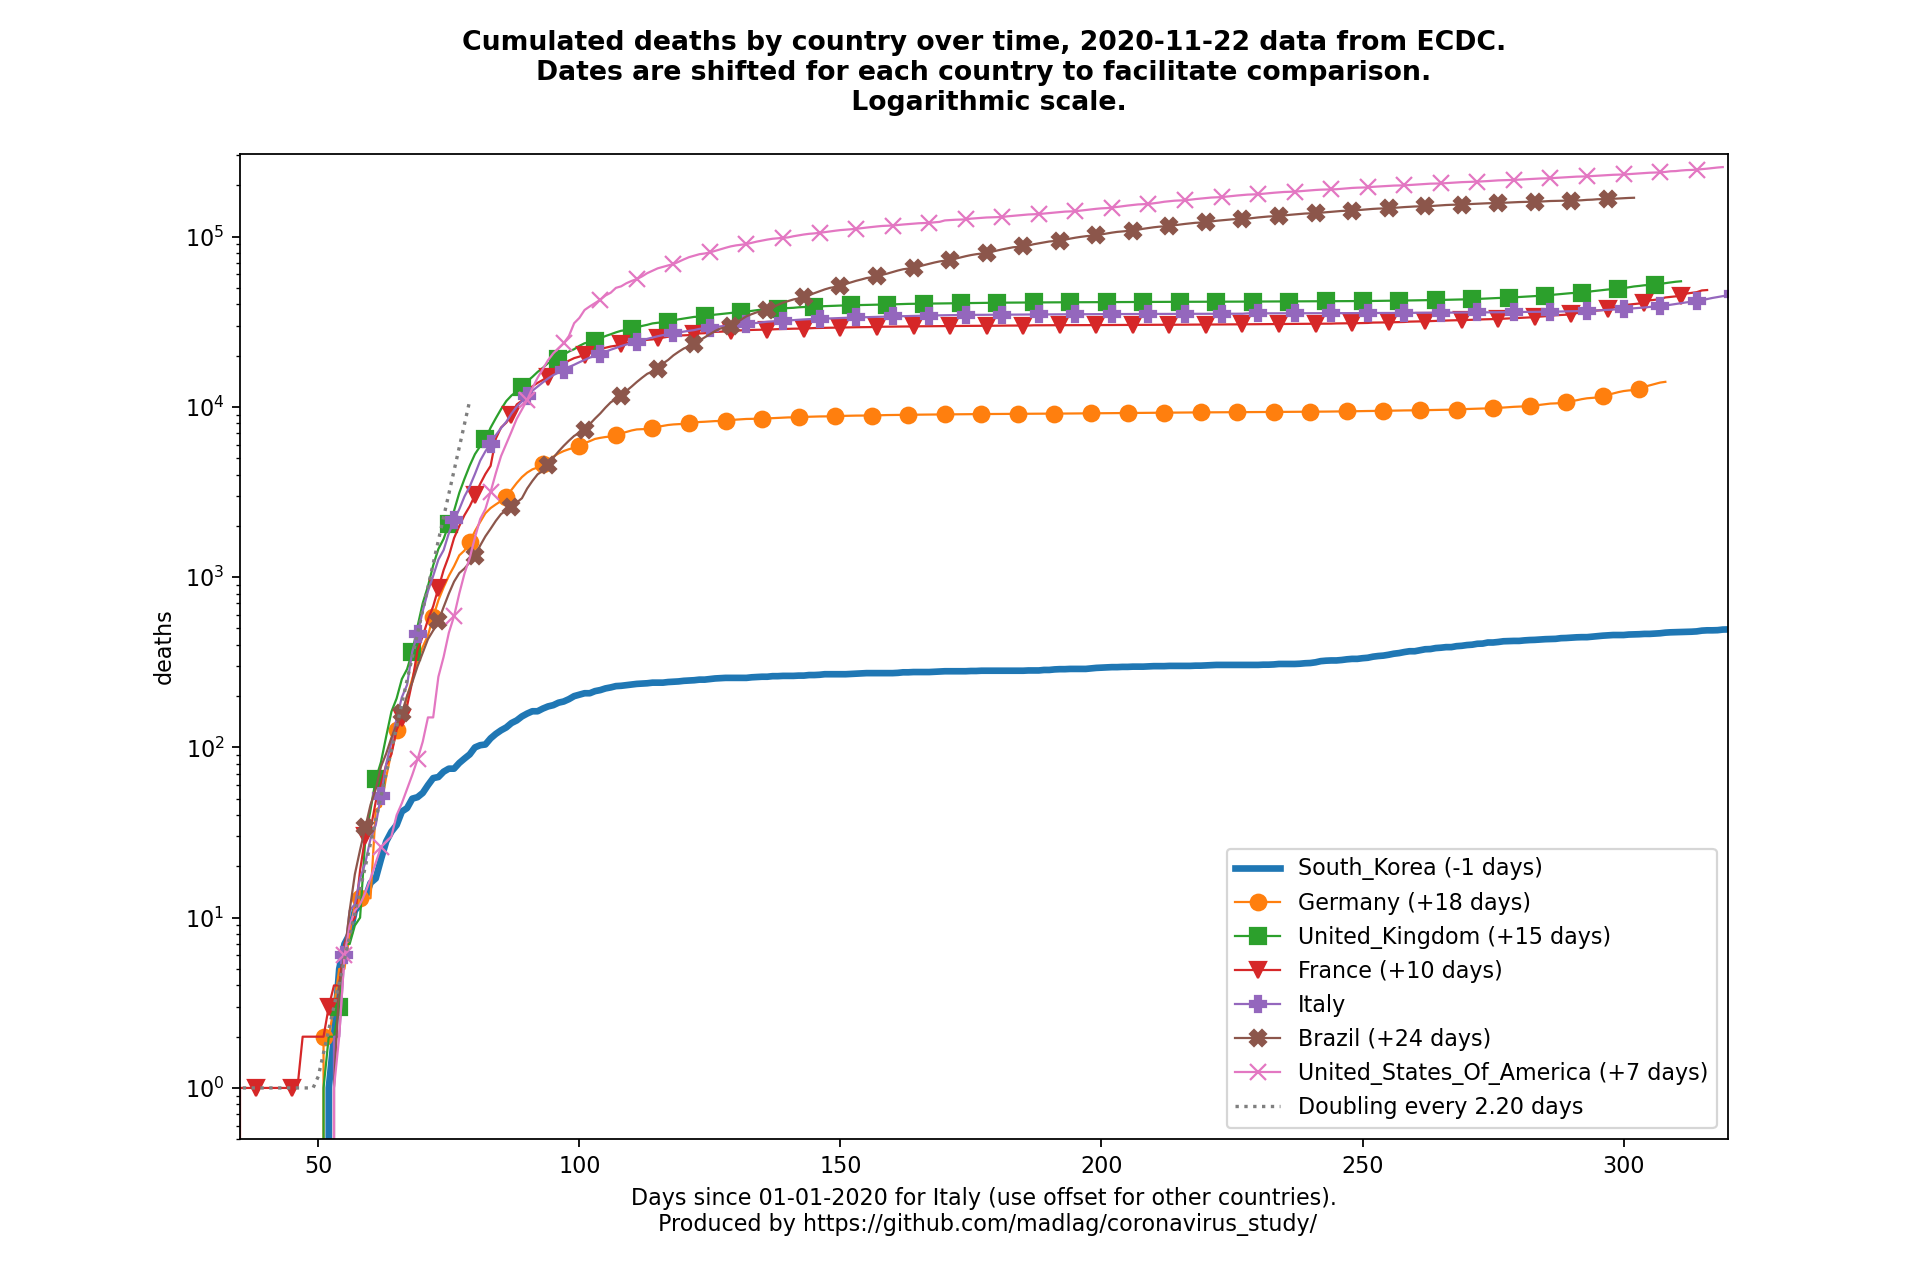 Cumulated deaths by country over time, 2020-11-22 data from ECDC.
Dates are shifted for each country to facilitate comparison.
Logarithmic scale.
10^5
10^4
10^3
10^2
10^1
10^0
deaths
South_Korea (-1 days)
Germany (+18 days)
United_Kingdom (+15 days)
France (+10 days)
Italy
Brazil (+24 days)
United_States_Of_America (+7 days)
Doubling every 2.20 days
50 100 150 200 250 300
Days since 01-01-2020 for Italy (use offset for other countries).
Produced by https://github.com/madlag/coronavirus_study/